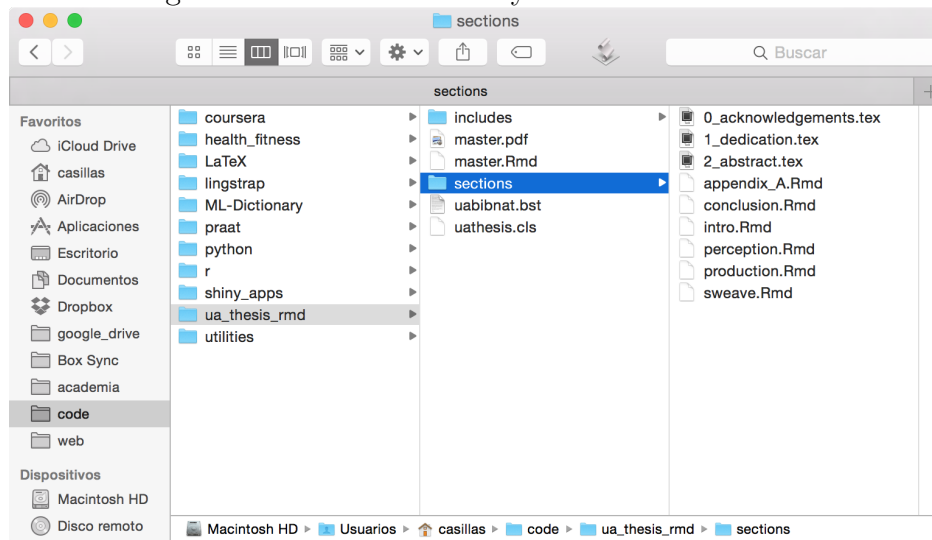 sections
Buscar
sections
Favoritos
iCloud Drive
casillas
AirDrop
Aplicaciones
Escritorio
Documentos
Dropbox
google_drive
Box Sync
academia
code
web
Dispositivos
Macintosh HD
Disco remoto
coursera
health_fitness
LaTeX
lingstrap
ML-Dictionary
praat
python
r
shiny_apps
ua_thesis_rmd
utilities
includes
master.pdf
master.Rmd
sections
uabibnat.bst
uathesis.cls
0_acknowledgements.tex
1_dedication.tex
2_abstract.tex
appendix_A.Rmd
conclusion.Rmd
intro.Rmd
perception.Rmd
production.Rmd
sweave.Rmd
Macintosh HD ▸ Usuarios ▸ casillas ▸ code ▸ ua_thesis_rmd ▸ sections